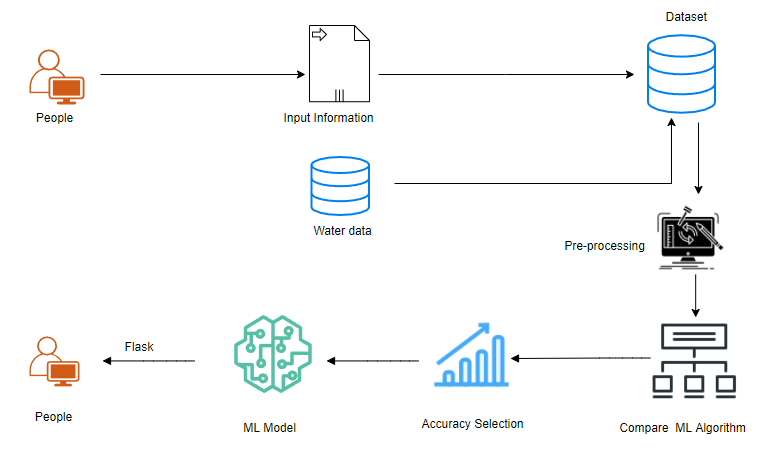 Dataset
People
Input Information
Water data
Pre-processing
Flask
People
ML Model
Accuracy Selection
Compare  ML Algorithm